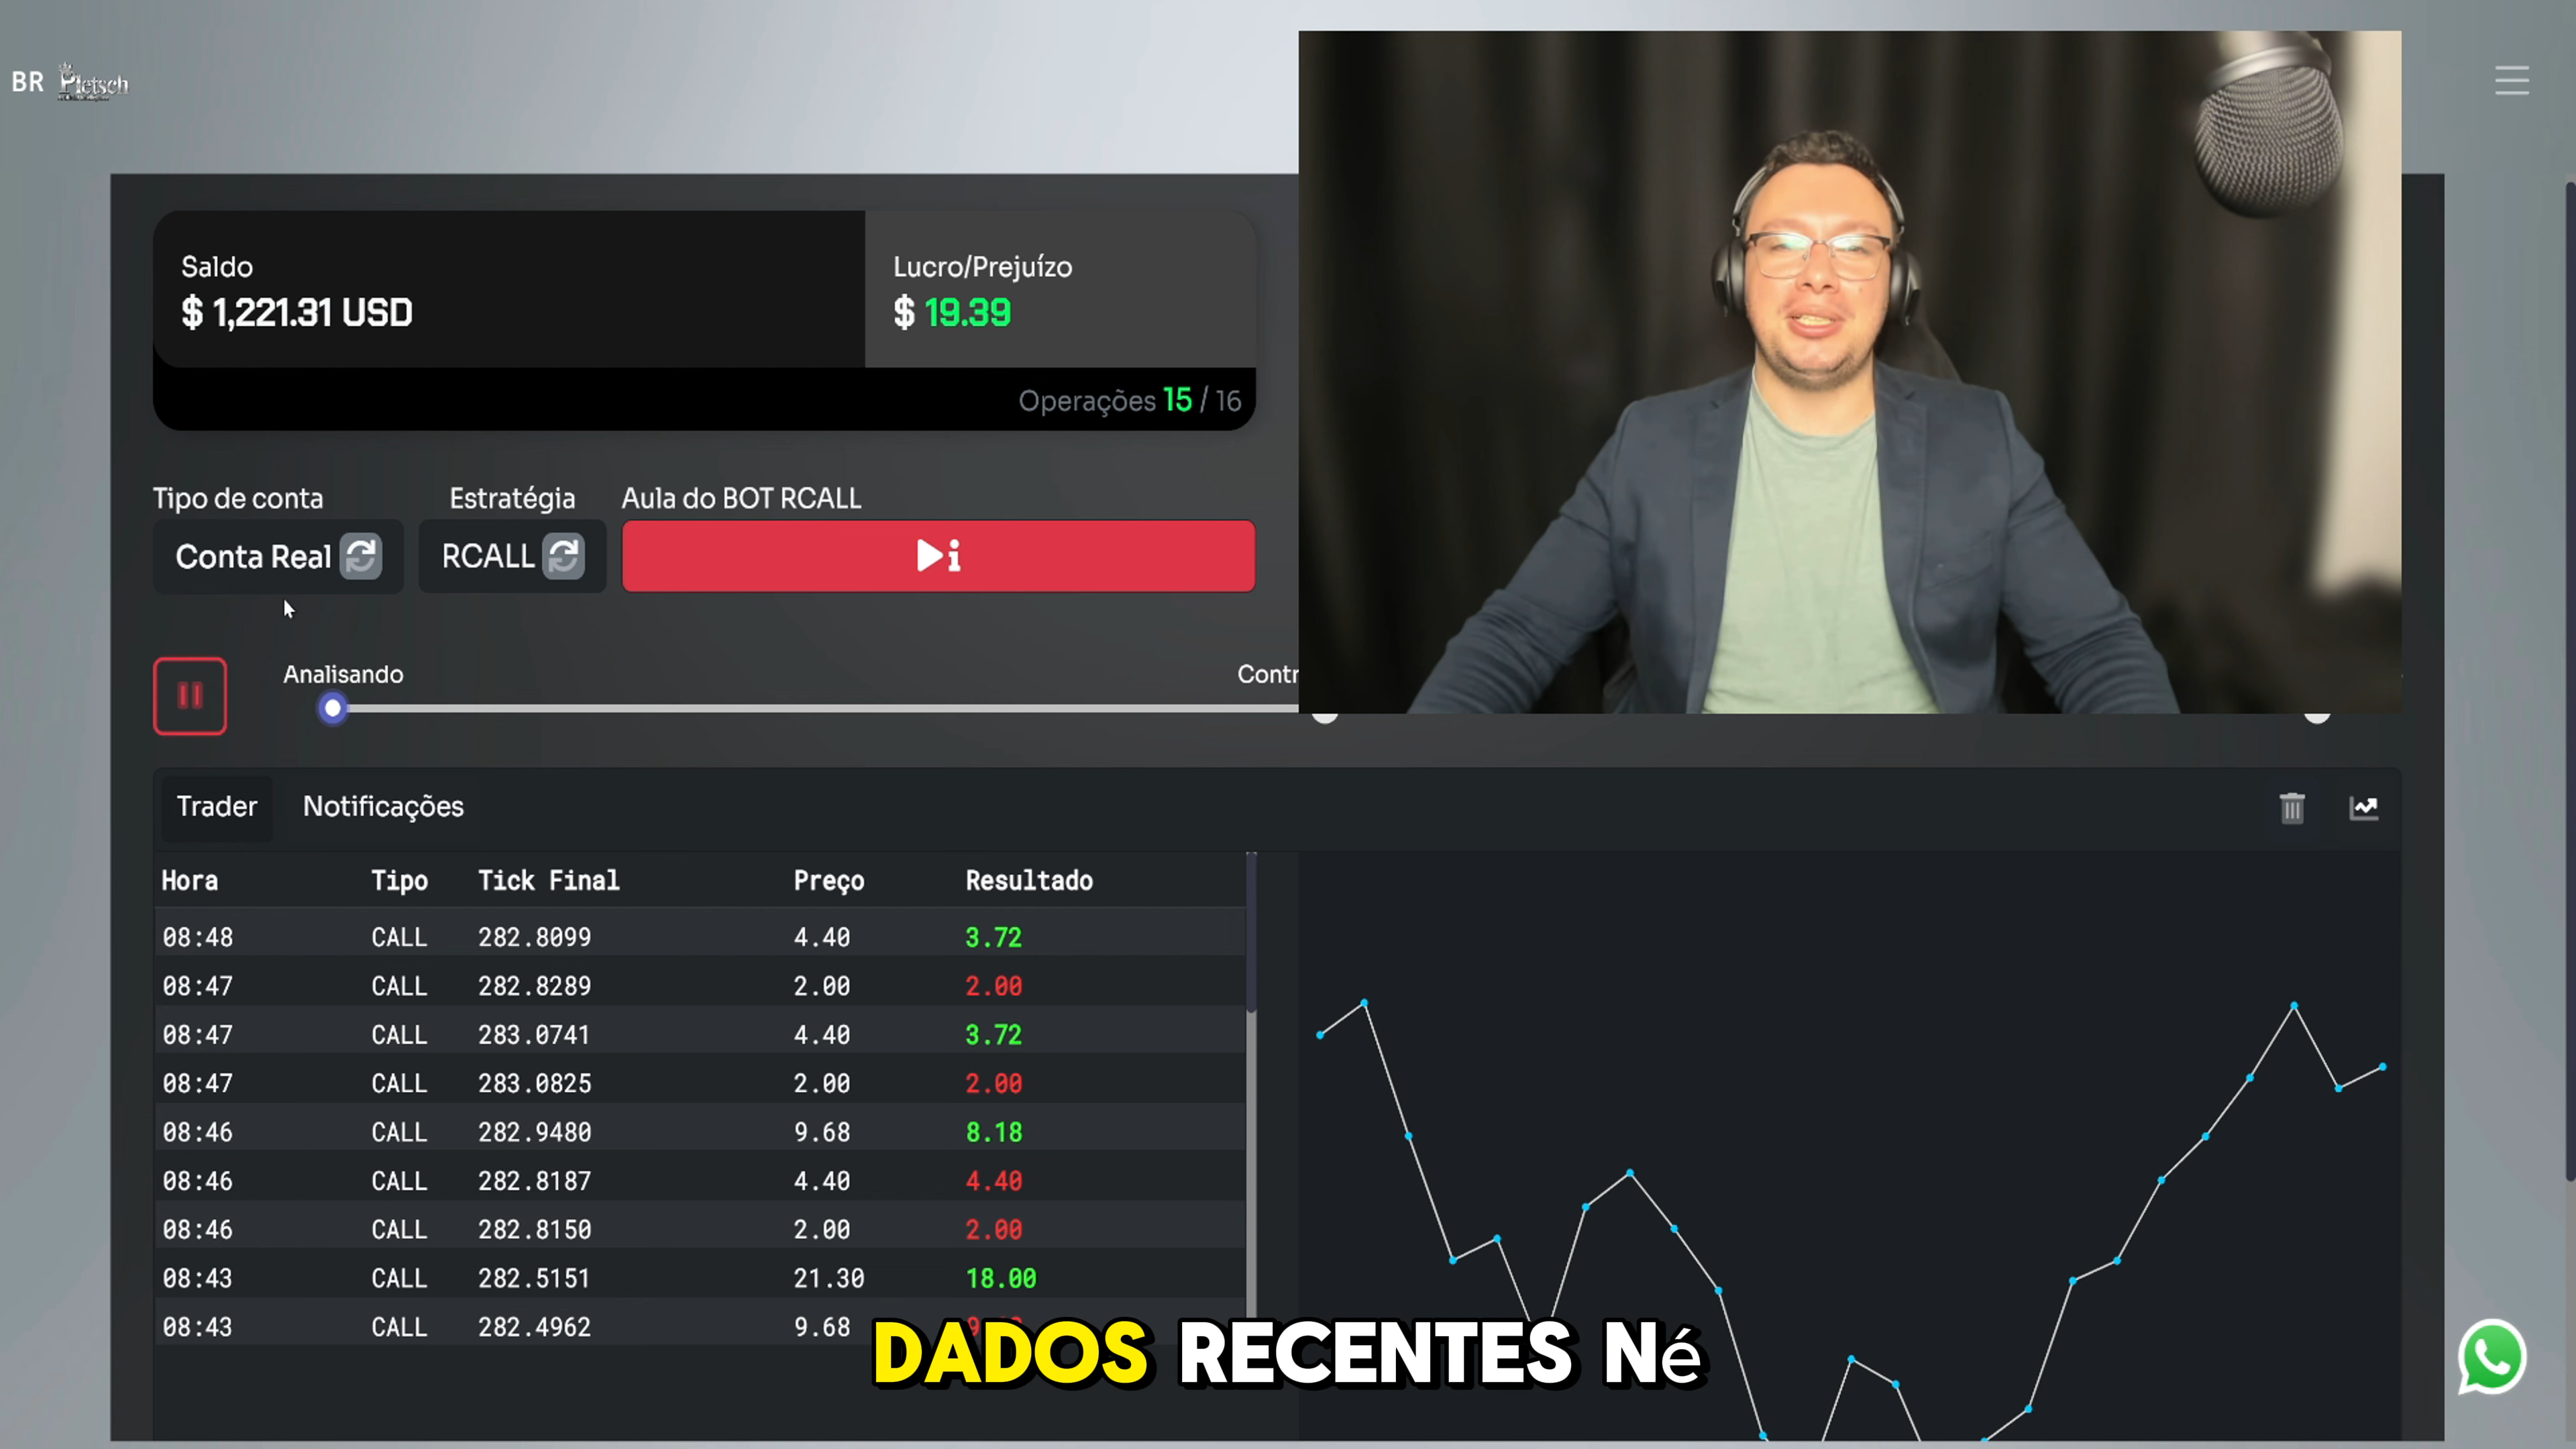 BR Pletsch
Saldo
$ 1,221.31 USD
Lucro/Prejuízo
$ 19.39
Operações 15 / 16
Tipo de conta
Conta Real
Estratégia
RCALL
Aula do BOT RCALL
Analisando
Contr
Trader Notificações
Hora Tipo Tick Final Preço Resultado
08:48 CALL 282.8099 4.40 3.72
08:47 CALL 282.8289 2.00 2.00
08:47 CALL 283.0741 4.40 3.72
08:47 CALL 283.0825 2.00 2.00
08:46 CALL 282.9480 9.68 8.18
08:46 CALL 282.8187 4.40 4.40
08:46 CALL 282.8150 2.00 2.00
08:43 CALL 282.5151 21.30 18.00
08:43 CALL 282.4962 9.68
DADOS RECENTES Né